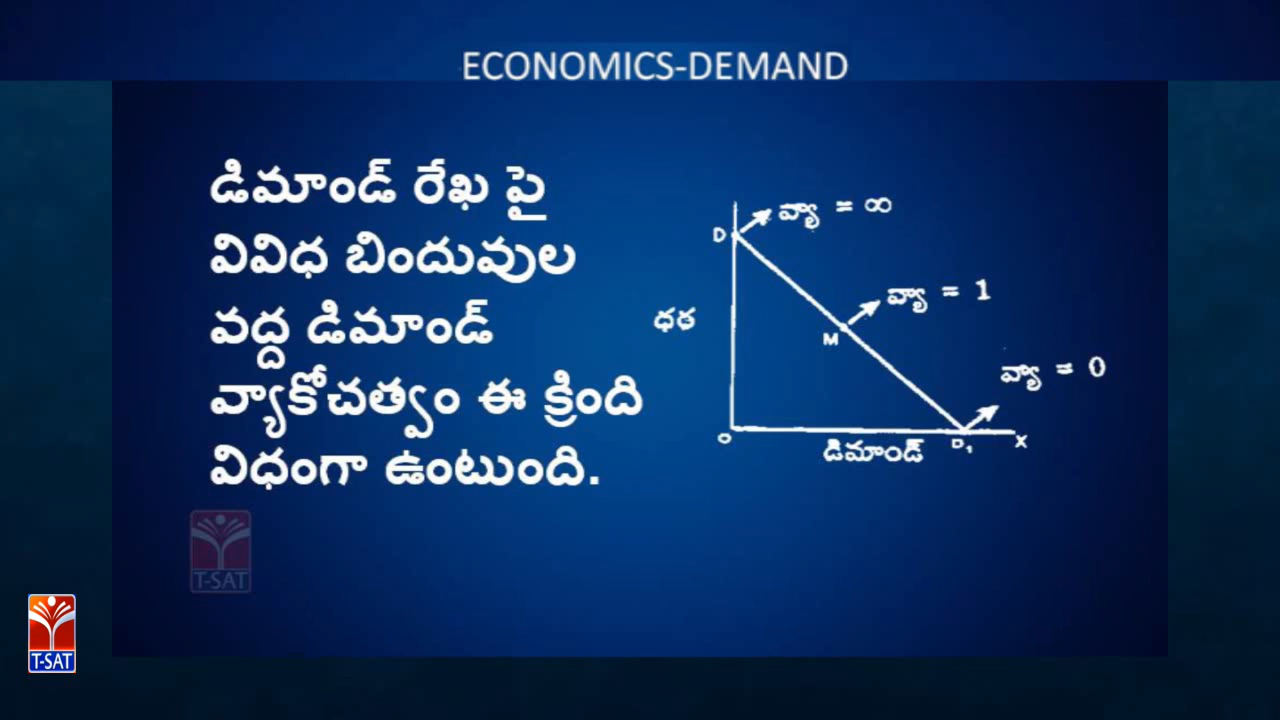 ECONOMICS-DEMAND
డిమాండ్ రేఖ పై
వివిధ బిందువుల
వద్ద డిమాండ్
వ్యాకోచత్వం ఈ క్రింది
విధంగా ఉంటుంది.
D
వ్యా = ∞
వ్యా = 1
ధర
M
వ్యా = 0
O
డిమాండ్
D₁
X
T-SAT
T-SAT